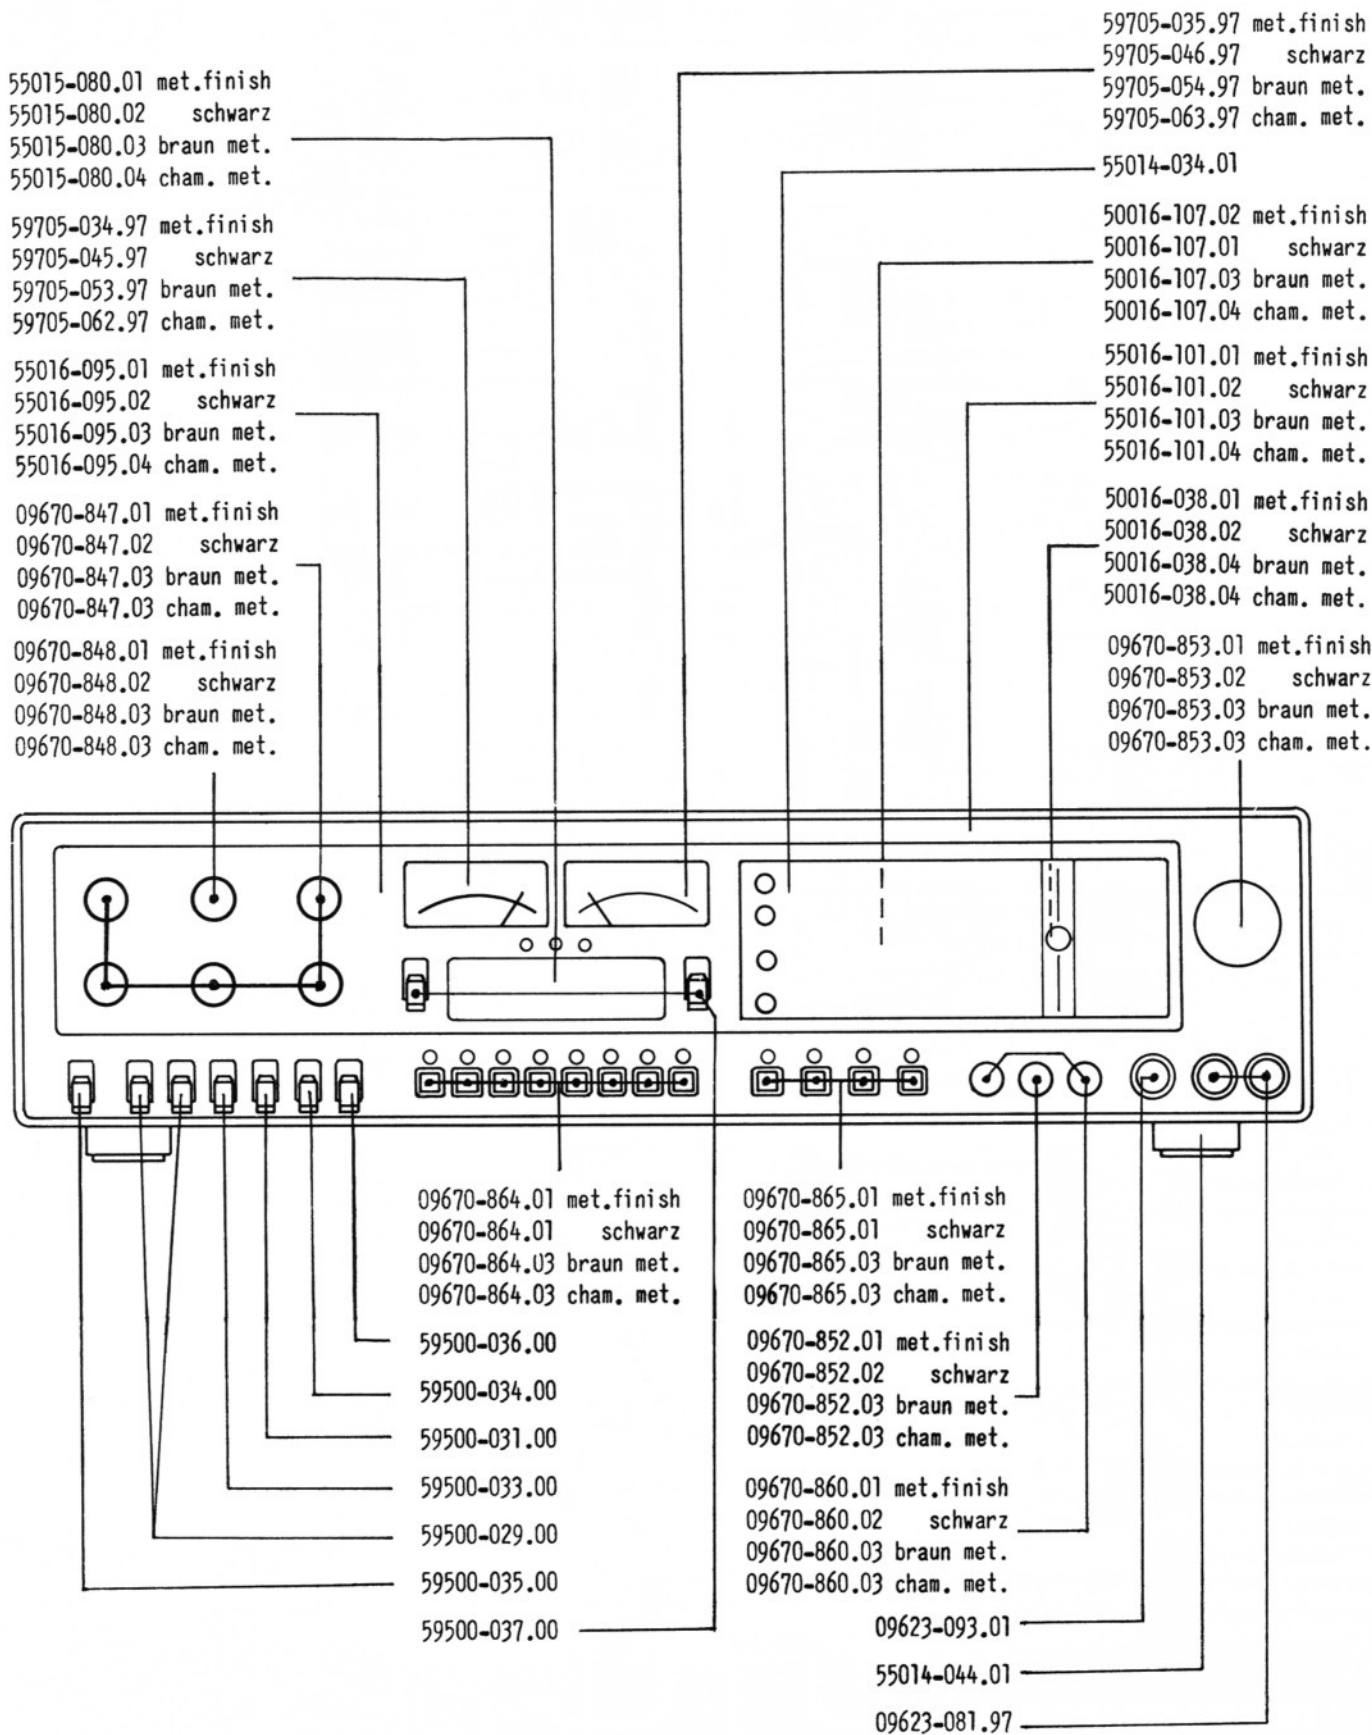 55015-080.01 met.finish
55015-080.02 schwarz
55015-080.03 braun met.
55015-080.04 cham. met.
59705-034.97 met.finish
59705-045.97 schwarz
59705-053.97 braun met.
59705-062.97 cham. met.
55016-095.01 met.finish
55016-095.02 schwarz
55016-095.03 braun met.
55016-095.04 cham. met.
09670-847.01 met.finish
09670-847.02 schwarz
09670-847.03 braun met.
09670-847.03 cham. met.
09670-848.01 met.finish
09670-848.02 schwarz
09670-848.03 braun met.
09670-848.03 cham. met.
59705-035.97 met.finish
59705-046.97 schwarz
59705-054.97 braun met.
59705-063.97 cham. met.
55014-034.01
50016-107.02 met.finish
50016-107.01 schwarz
50016-107.03 braun met.
50016-107.04 cham. met.
55016-101.01 met.finish
55016-101.02 schwarz
55016-101.03 braun met.
55016-101.04 cham. met.
50016-038.01 met.finish
50016-038.02 schwarz
50016-038.04 braun met.
50016-038.04 cham. met.
09670-853.01 met.finish
09670-853.02 schwarz
09670-853.03 braun met.
09670-853.03 cham. met.
09670-864.01 met.finish
09670-864.01 schwarz
09670-864.03 braun met.
09670-864.03 cham. met.
59500-036.00
59500-034.00
59500-031.00
59500-033.00
59500-029.00
59500-035.00
59500-037.00
09670-865.01 met.finish
09670-865.01 schwarz
09670-865.03 braun met.
09670-865.03 cham. met.
09670-852.01 met.finish
09670-852.02 schwarz
09670-852.03 braun met.
09670-852.03 cham. met.
09670-860.01 met.finish
09670-860.02 schwarz
09670-860.03 braun met.
09670-860.03 cham. met.
09623-093.01
55014-044.01
09623-081.97